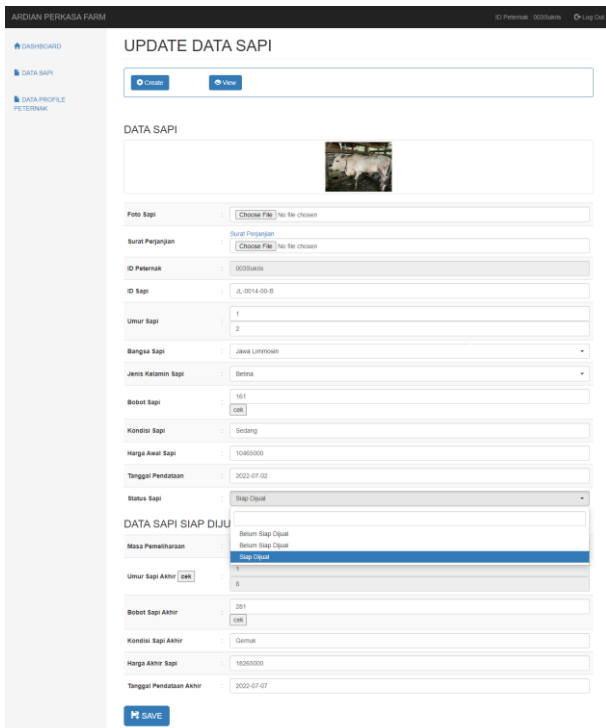 ARDIAN PERKASA FARM
ID Peternak : 003Sukris Log Out
DASHBOARD
DATA SAPI
DATA PROFILE
PETERNAK
UPDATE DATA SAPI
Create View
DATA SAPI
Foto Sapi : Choose File No file chosen
Surat Perjanjian
Surat Perjanjian : Choose File No file chosen
ID Peternak : 003Sukris
ID Sapi : JL-0014-00-B
Umur Sapi : 1
2
Bangsa Sapi : Jawa Limmosin
Jenis Kelamin Sapi : Betina
Bobot Sapi : 161
cek
Kondisi Sapi : Sedang
Harga Awal Sapi : 10465000
Tanggal Pendataan : 2022-07-02
Status Sapi : Siap Dijual
Belum Siap Dijual
Belum Siap Dijual
Siap Dijual
DATA SAPI SIAP DIJU
Masa Pemeliharaan :
Umur Sapi Akhir cek : 1
6
Bobot Sapi Akhir : 281
cek
Kondisi Sapi Akhir : Gemuk
Harga Akhir Sapi : 18265000
Tanggal Pendataan Akhir : 2022-07-07
SAVE